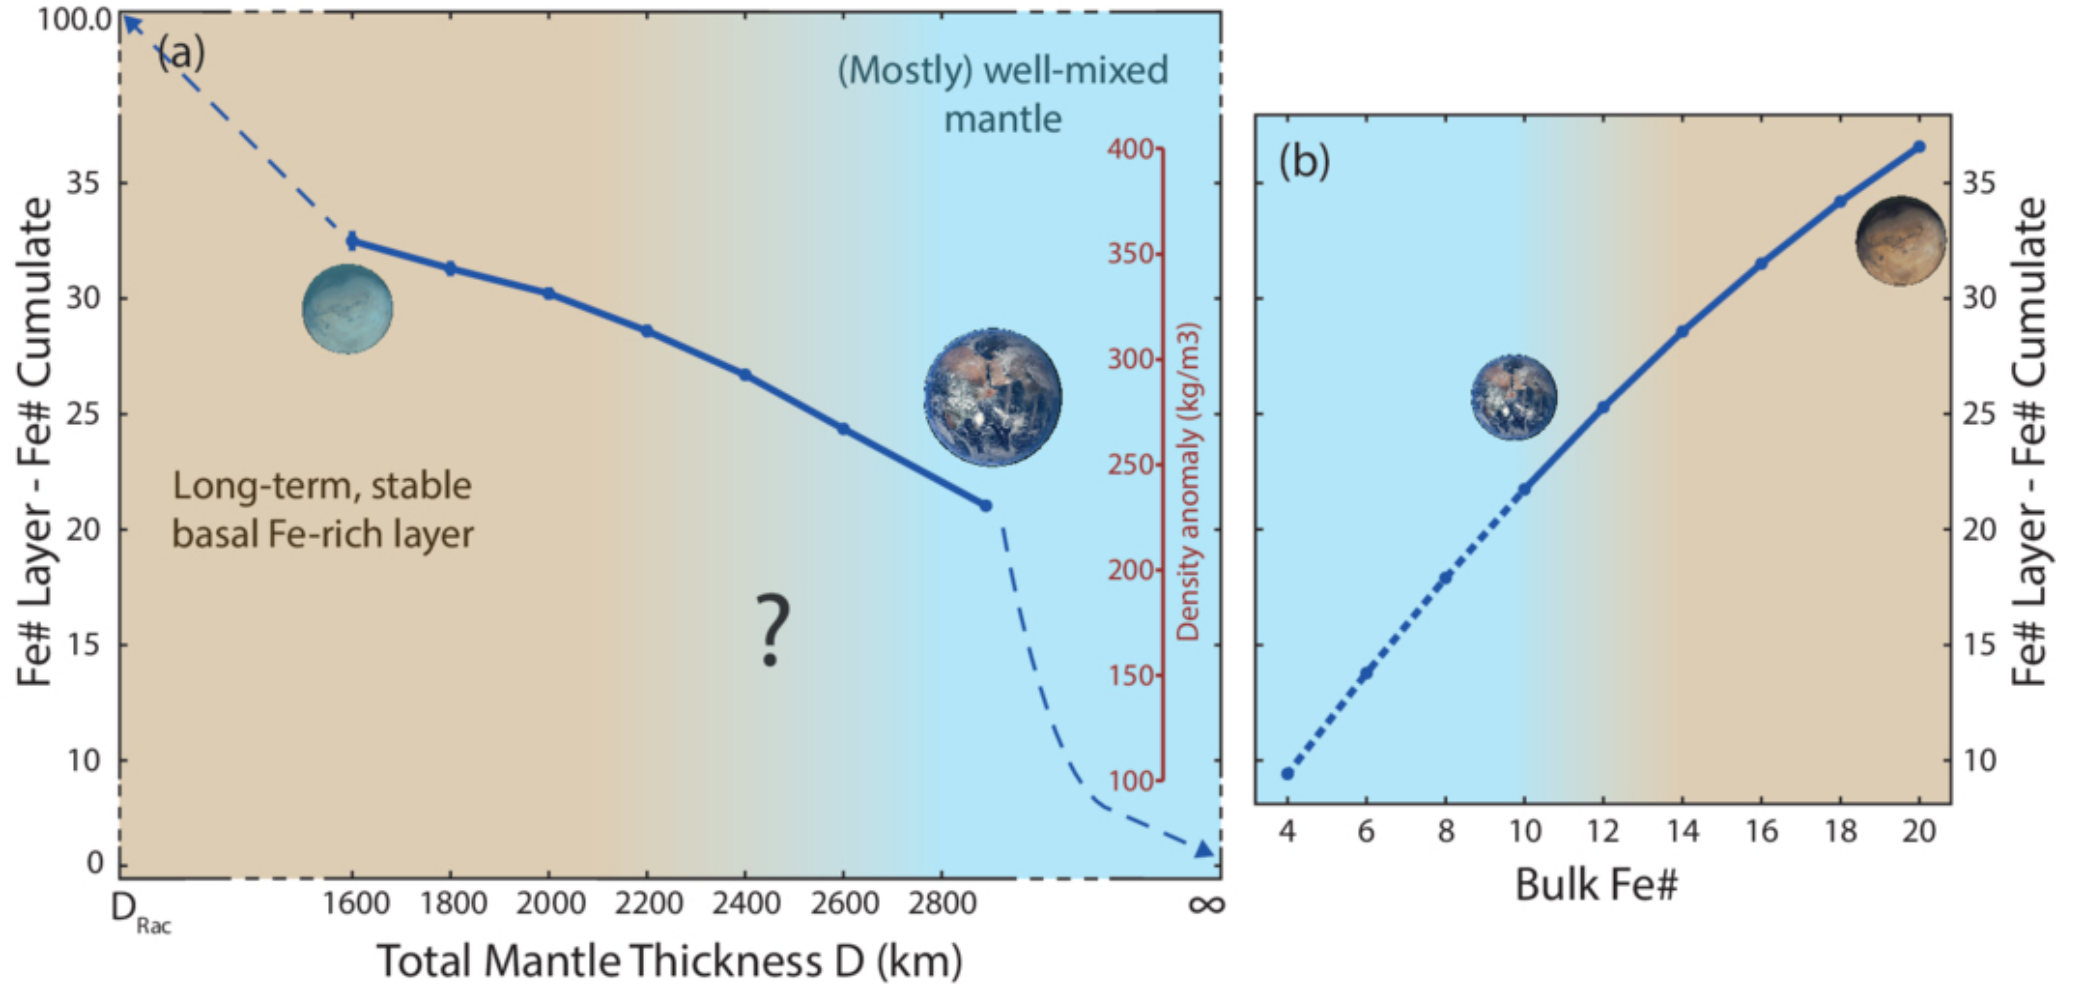 100.0
(a)
(Mostly) well-mixed
mantle
35
30
25
20
15
10
0
Fe# Layer - Fe# Cumulate
Long-term, stable
basal Fe-rich layer
?
400
350
300
250
200
150
100
Density anomaly (kg/m3)
D_Rac
1600 1800 2000 2200 2400 2600 2800 ∞
Total Mantle Thickness D (km)
(b)
35
30
25
20
15
10
Fe# Layer - Fe# Cumulate
4 6 8 10 12 14 16 18 20
Bulk Fe#